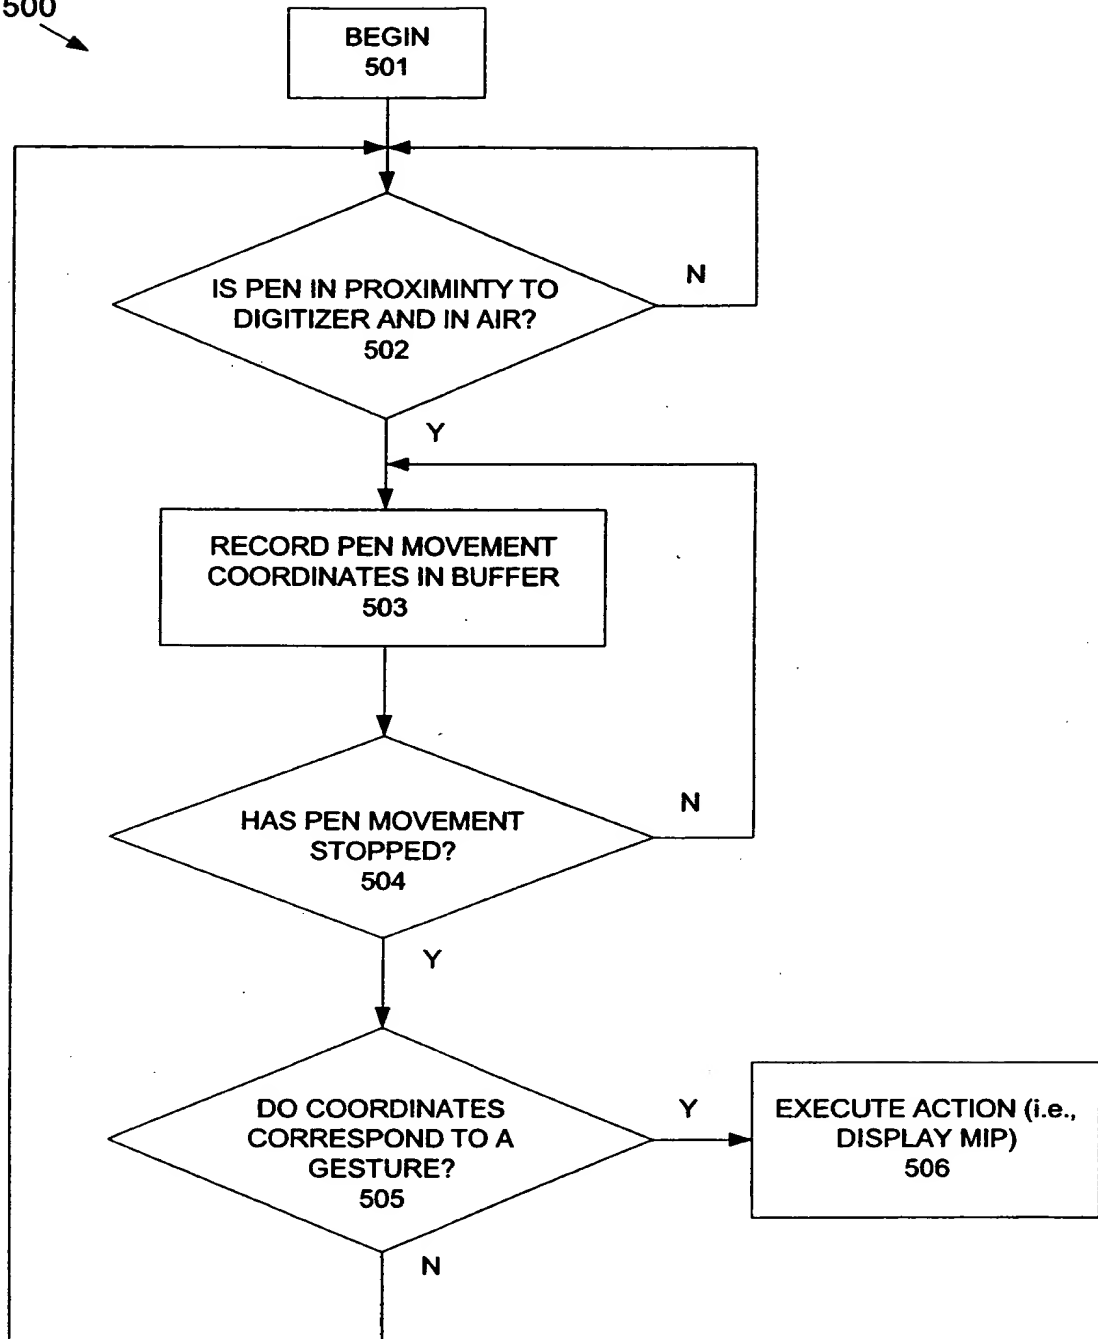 500
BEGIN
501
IS PEN IN PROXIMINTY TO
DIGITIZER AND IN AIR?
502
N
Y
RECORD PEN MOVEMENT
COORDINATES IN BUFFER
503
HAS PEN MOVEMENT
STOPPED?
504
N
Y
DO COORDINATES
CORRESPOND TO A
GESTURE?
505
Y
EXECUTE ACTION (i.e.,
DISPLAY MIP)
506
N